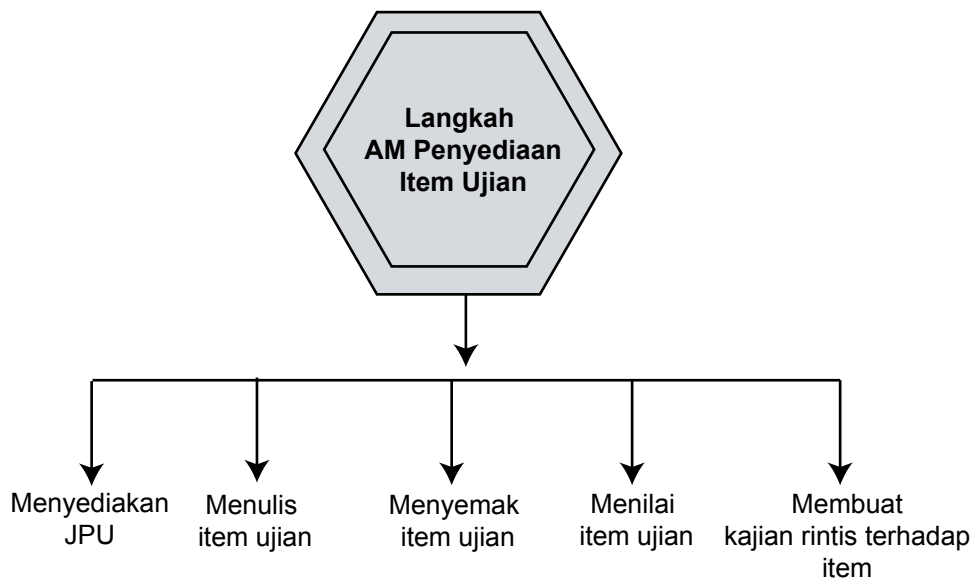 Langkah
AM Penyediaan
Item Ujian
Menyediakan
JPU
Menulis
item ujian
Menyemak
item ujian
Menilai
item ujian
Membuat
kajian rintis terhadap
item